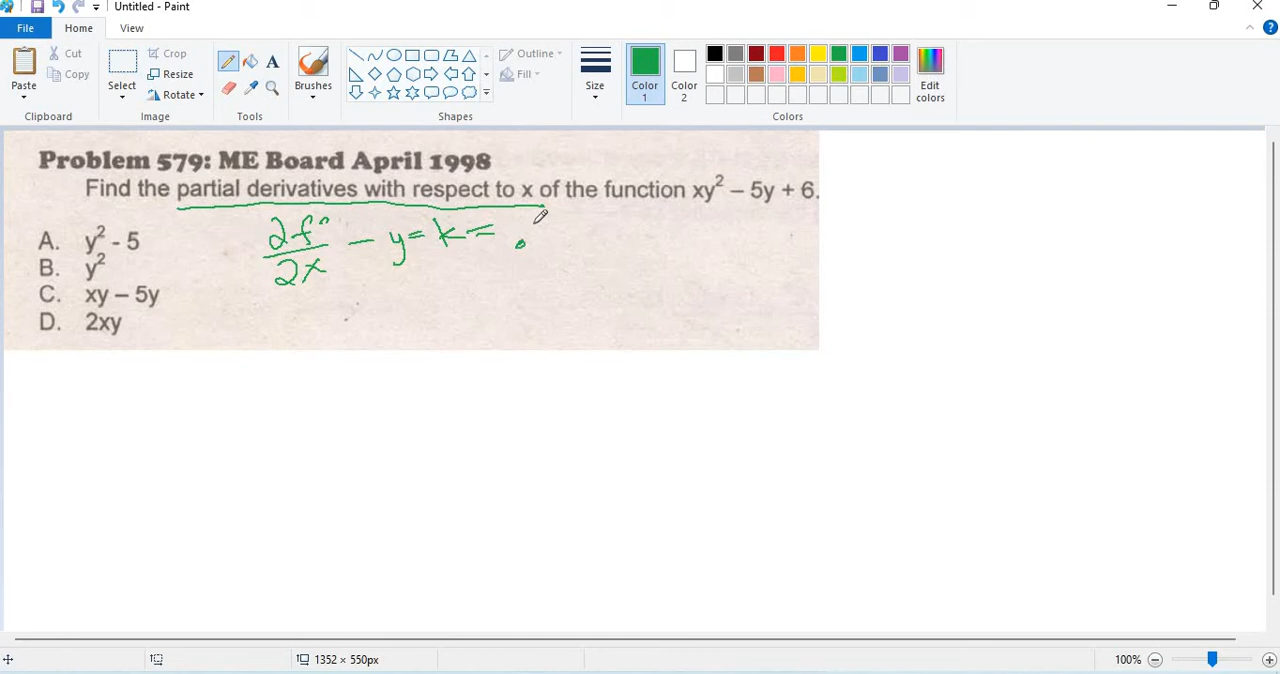 Untitled - Paint
File Home View
Paste
Cut
Copy
Clipboard
Select
Crop
Resize
Rotate
Image
A
Tools
Brushes
Outline
Fill
Shapes
Size
Color 1
Color 2
Edit colors
Colors
Problem 579: ME Board April 1998
Find the partial derivatives with respect to x of the function xy² – 5y + 6.
A. y² - 5
B. y²
C. xy – 5y
D. 2xy
∂f
∂x
– y = k =
1352 × 550px
100%